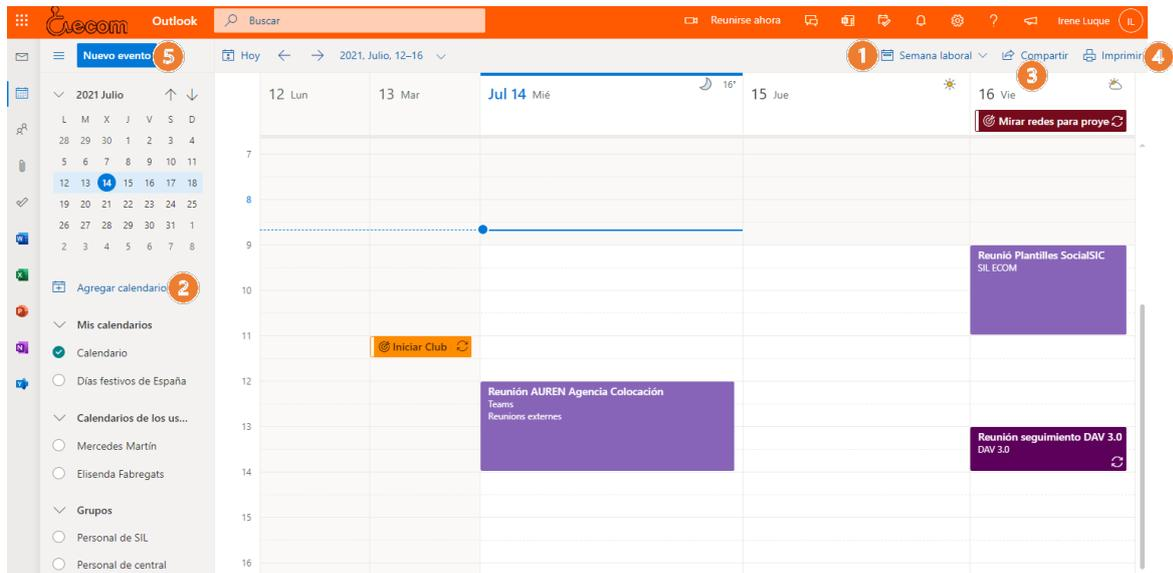 ecom
Outlook
Buscar
Reunirse ahora
Irene Luque
IL
Nuevo evento
5
Hoy
2021, Julio, 12–16
1
Semana laboral
Compartir
3
Imprimir
4
2021 Julio
L M X J V S D
28 29 30 1 2 3 4
5 6 7 8 9 10 11
12 13 14 15 16 17 18
19 20 21 22 23 24 25
26 27 28 29 30 31 1
2 3 4 5 6 7 8
Agregar calendario
2
Mis calendarios
Calendario
Días festivos de España
Calendarios de los us...
Mercedes Martín
Elisenda Fabregats
Grupos
Personal de SIL
Personal de central
12 Lun
13 Mar
Jul 14 Mié
16°
15 Jue
16 Vie
Mirar redes para proye
7
8
9
10
11
12
13
14
15
16
Iniciar Club
Reunión AUREN Agencia Colocación
Teams
Reunions externes
Reunió Plantilles SocialSIC
SIL ECOM
Reunión seguimiento DAV 3.0
DAV 3.0